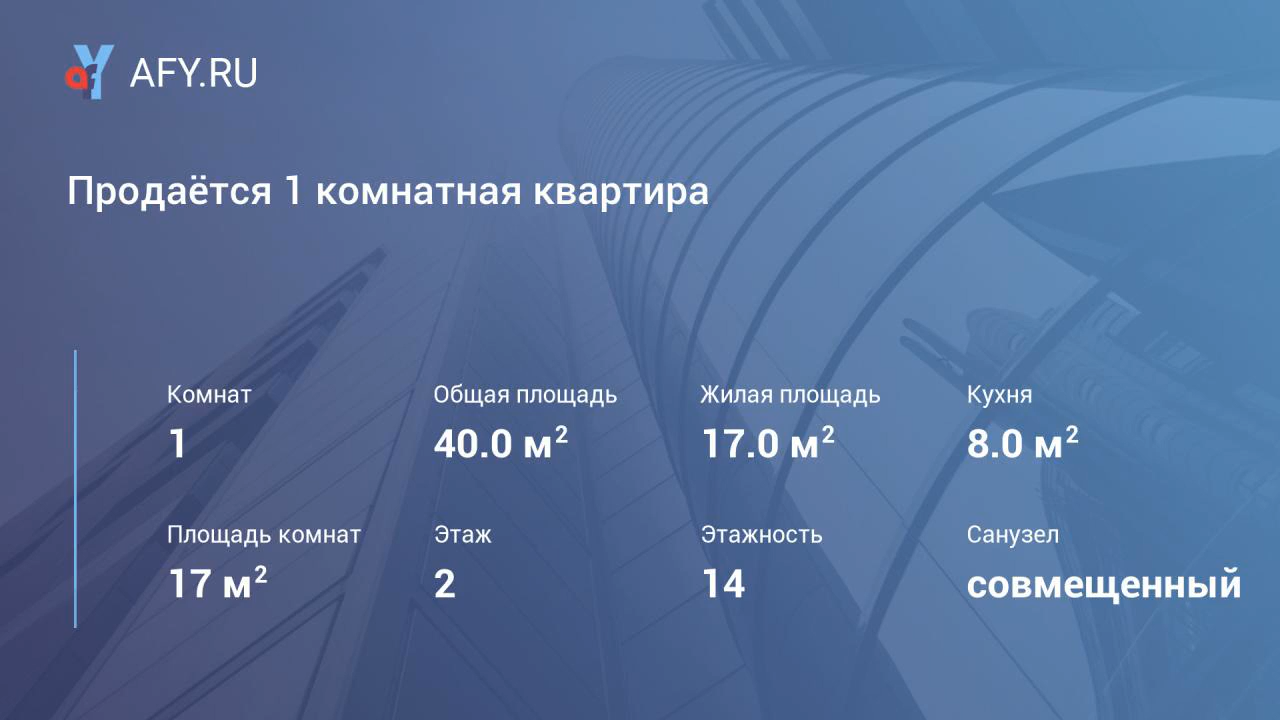 aфY AFY.RU
Продаётся 1 комнатная квартира
Комнат Общая площадь Жилая площадь Кухня
1 40.0 м² 17.0 м² 8.0 м²
Площадь комнат Этаж Этажность Санузел
17 м² 2 14 совмещенный